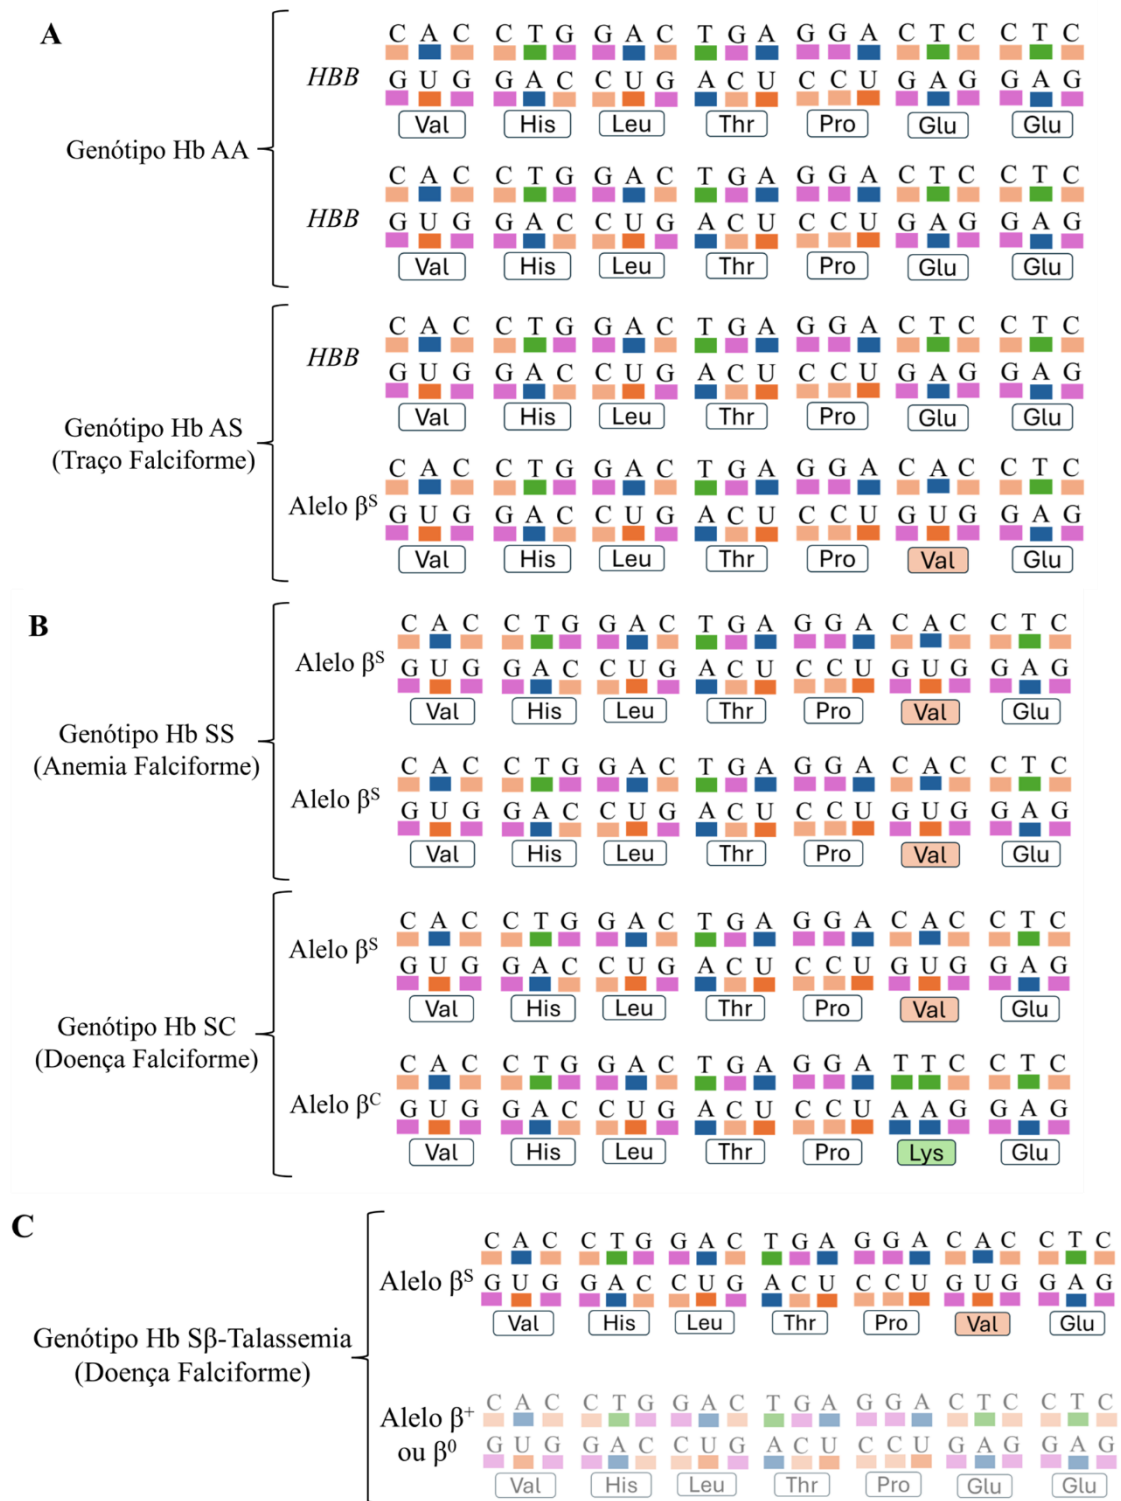 A
C A C C T G G A C T G A G G A C T C C T C
HBB
G U G G A C C U G A C U C C U G A G G A G
Val His Leu Thr Pro Glu Glu
Genótipo Hb AA
C A C C T G G A C T G A G G A C T C C T C
HBB
G U G G A C C U G A C U C C U G A G G A G
Val His Leu Thr Pro Glu Glu
C A C C T G G A C T G A G G A C T C C T C
HBB
G U G G A C C U G A C U C C U G A G G A G
Val His Leu Thr Pro Glu Glu
Genótipo Hb AS
(Traço Falciforme)
C A C C T G G A C T G A G G A C A C C T C
Alelo βS
G U G G A C C U G A C U C C U G U G G A G
Val His Leu Thr Pro Val Glu
B
C A C C T G G A C T G A G G A C A C C T C
Alelo βS
G U G G A C C U G A C U C C U G U G G A G
Val His Leu Thr Pro Val Glu
Genótipo Hb SS
(Anemia Falciforme)
C A C C T G G A C T G A G G A C A C C T C
Alelo βS
G U G G A C C U G A C U C C U G U G G A G
Val His Leu Thr Pro Val Glu
C A C C T G G A C T G A G G A C A C C T C
Alelo βS
G U G G A C C U G A C U C C U G U G G A G
Val His Leu Thr Pro Val Glu
Genótipo Hb SC
(Doença Falciforme)
C A C C T G G A C T G A G G A T T C C T C
Alelo βC
G U G G A C C U G A C U C C U A A G G A G
Val His Leu Thr Pro Lys Glu
C
C A C C T G G A C T G A G G A C A C C T C
Alelo βS
G U G G A C C U G A C U C C U G U G G A G
Val His Leu Thr Pro Val Glu
Genótipo Hb Sβ-Talassemia
(Doença Falciforme)
C A C C T G G A C T G A G G A C T C C T C
Alelo β+
ou β0
G U G G A C C U G A C U C C U G A G G A G
Val His Leu Thr Pro Glu Glu